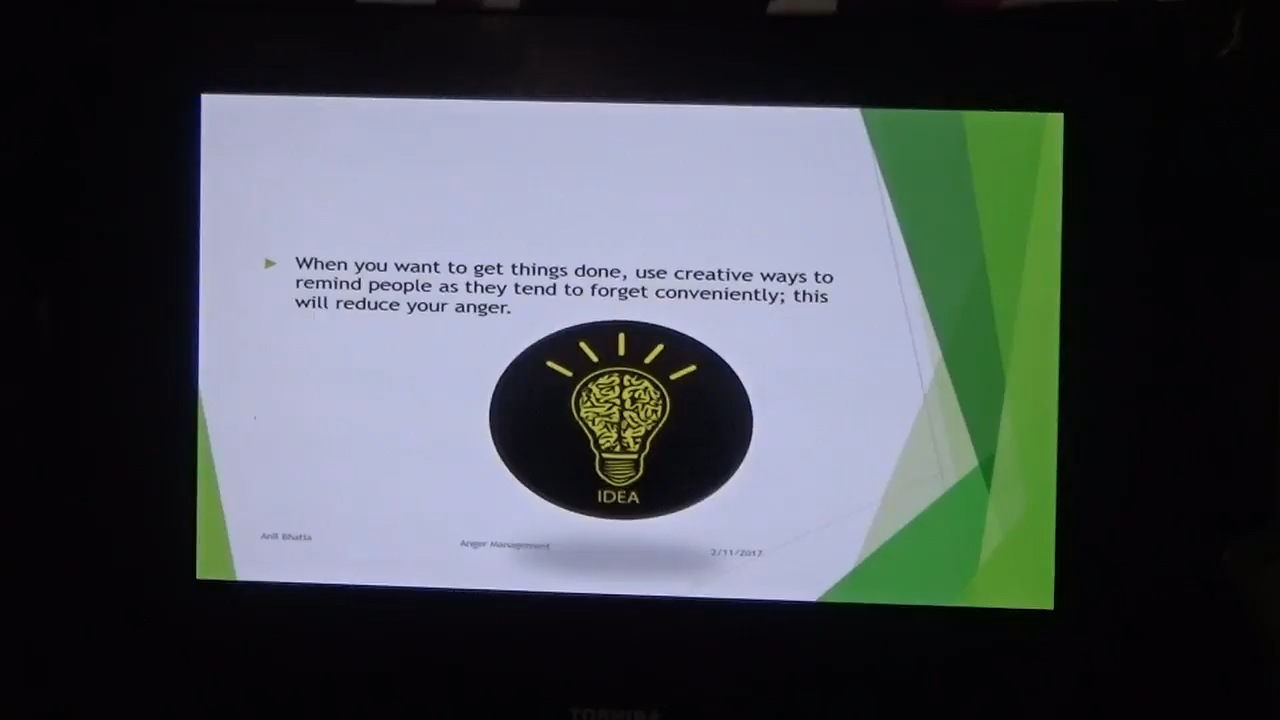 When you want to get things done, use creative ways to
remind people as they tend to forget conveniently; this
will reduce your anger.
IDEA
Anil Bhatia
Anger Management
2/11/2017
TOSHIBA